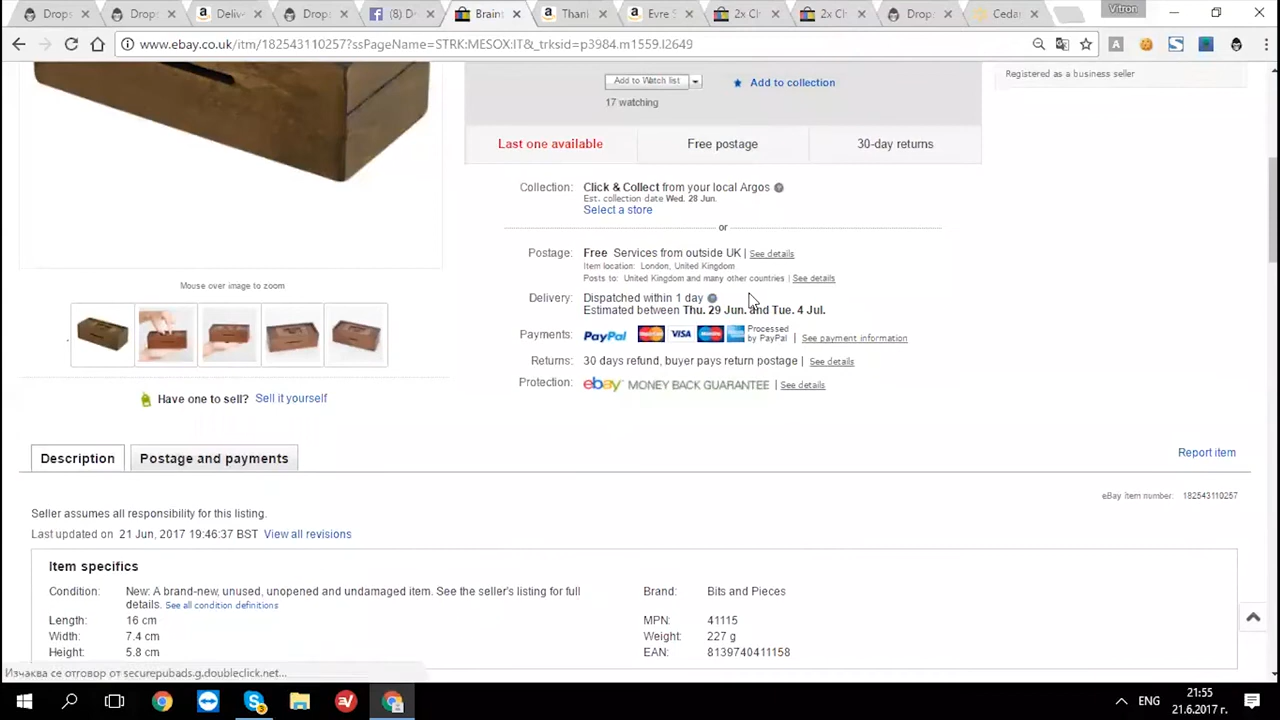 Drops
Drops
Deliv
Drops
(8) D
Braint
Thanl
Evre S
2x Ch
2x Ch
Drops
Cedar
Vitron
www.ebay.co.uk/itm/182543110257?ssPageName=STRK:MESOX:IT&_trksid=p3984.m1559.l2649
Add to Watch list
Add to collection
17 watching
Registered as a business seller
Last one available
Free postage
30-day returns
Collection: Click & Collect from your local Argos
Est. collection date Wed. 28 Jun.
Select a store
or
Postage: Free Services from outside UK | See details
Item location: London, United Kingdom
Posts to: United Kingdom and many other countries | See details
Delivery: Dispatched within 1 day
Estimated between Thu. 29 Jun. and Tue. 4 Jul.
Payments: PayPal MasterCard VISA Processed by PayPal | See payment information
Returns: 30 days refund, buyer pays return postage | See details
Protection: ebay MONEY BACK GUARANTEE | See details
Mouse over image to zoom
Have one to sell? Sell it yourself
Description
Postage and payments
Report item
eBay item number: 182543110257
Seller assumes all responsibility for this listing.
Last updated on 21 Jun, 2017 19:46:37 BST View all revisions
Item specifics
Condition: New: A brand-new, unused, unopened and undamaged item. See the seller's listing for full
details. See all condition definitions
Brand: Bits and Pieces
Length: 16 cm
MPN: 41115
Width: 7.4 cm
Weight: 227 g
Height: 5.8 cm
EAN: 8139740411158
Изчаква се отговор от securepubads.g.doubleclick.net...
ENG
21:55
21.6.2017 г.